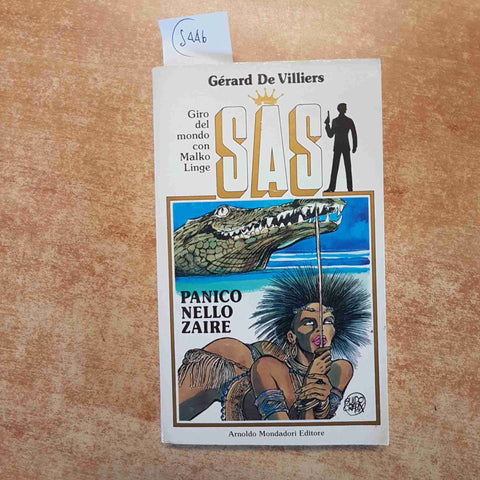 S446
Gérard De Villiers
Giro
del
mondo
con
Malko
Linge
SAS
PANICO
NELLO
ZAIRE
Arnoldo Mondadori Editore